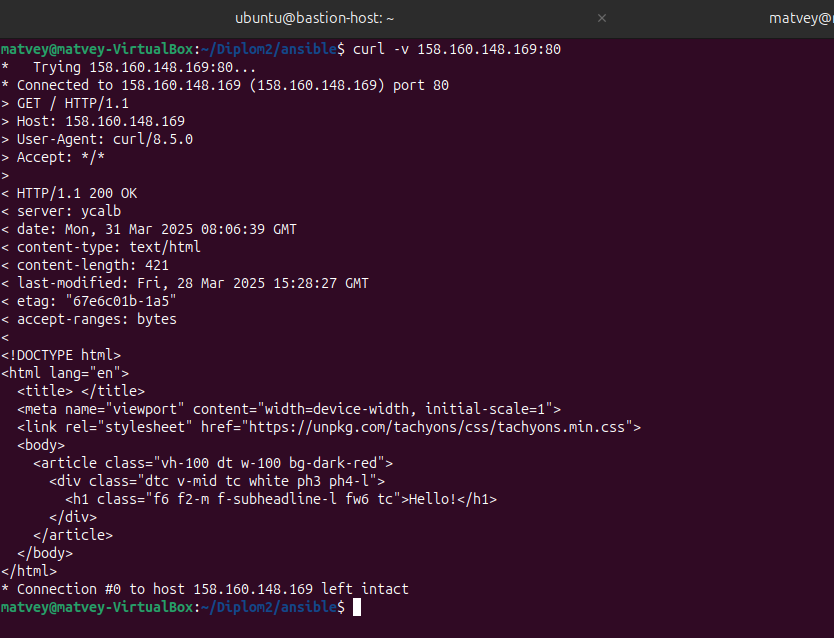 ubuntu@bastion-host: ~ × matvey@
matvey@matvey-VirtualBox:~/Diplom2/ansible$ curl -v 158.160.148.169:80
*   Trying 158.160.148.169:80...
* Connected to 158.160.148.169 (158.160.148.169) port 80
> GET / HTTP/1.1
> Host: 158.160.148.169
> User-Agent: curl/8.5.0
> Accept: */*
>
< HTTP/1.1 200 OK
< server: ycalb
< date: Mon, 31 Mar 2025 08:06:39 GMT
< content-type: text/html
< content-length: 421
< last-modified: Fri, 28 Mar 2025 15:28:27 GMT
< etag: "67e6c01b-1a5"
< accept-ranges: bytes
<
<!DOCTYPE html>
<html lang="en">
  <title> </title>
  <meta name="viewport" content="width=device-width, initial-scale=1">
  <link rel="stylesheet" href="https://unpkg.com/tachyons/css/tachyons.min.css">
  <body>
    <article class="vh-100 dt w-100 bg-dark-red">
      <div class="dtc v-mid tc white ph3 ph4-l">
        <h1 class="f6 f2-m f-subheadline-l fw6 tc">Hello!</h1>
      </div>
    </article>
  </body>
</html>
* Connection #0 to host 158.160.148.169 left intact
matvey@matvey-VirtualBox:~/Diplom2/ansible$